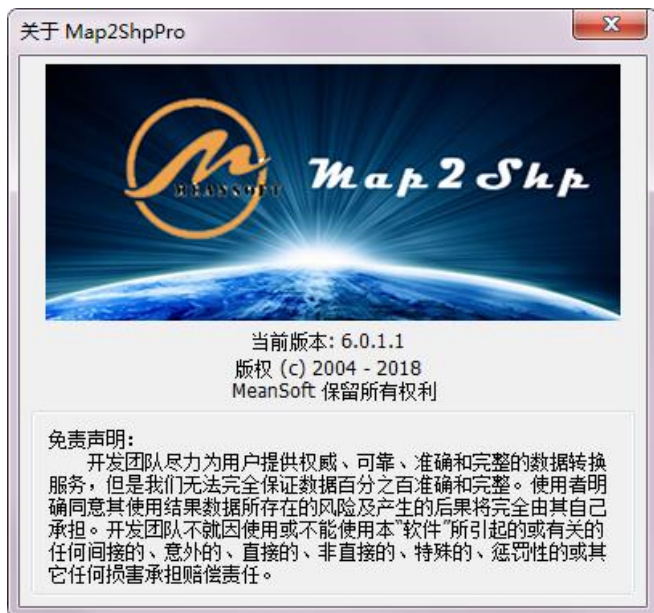 关于 Map2ShpPro
MEANSOFT
Map2Shp
当前版本: 6.0.1.1
版权 (c) 2004 - 2018
MeanSoft 保留所有权利
免责声明：
开发团队尽力为用户提供权威、可靠、准确和完整的数据转换
服务，但是我们无法完全保证数据百分之百准确和完整。使用者明
确同意其使用结果数据所存在的风险及产生的后果将完全由其自己
承担。开发团队不就因使用或不能使用本"软件"所引起的或有关的
任何间接的、意外的、直接的、非直接的、特殊的、惩罚性的或其
它任何损害承担赔偿责任。